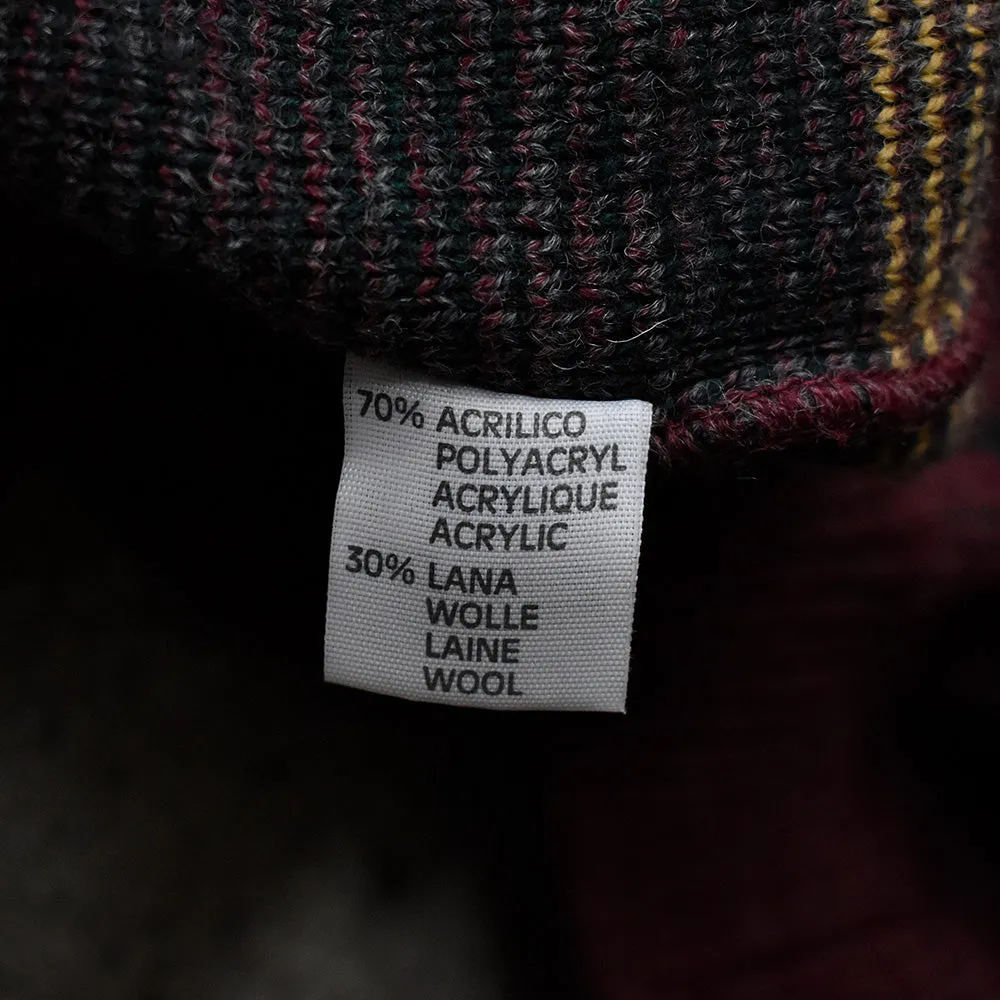 70% ACRILICO
POLYACRYL
ACRYLIQUE
ACRYLIC
30% LANA
WOLLE
LAINE
WOOL